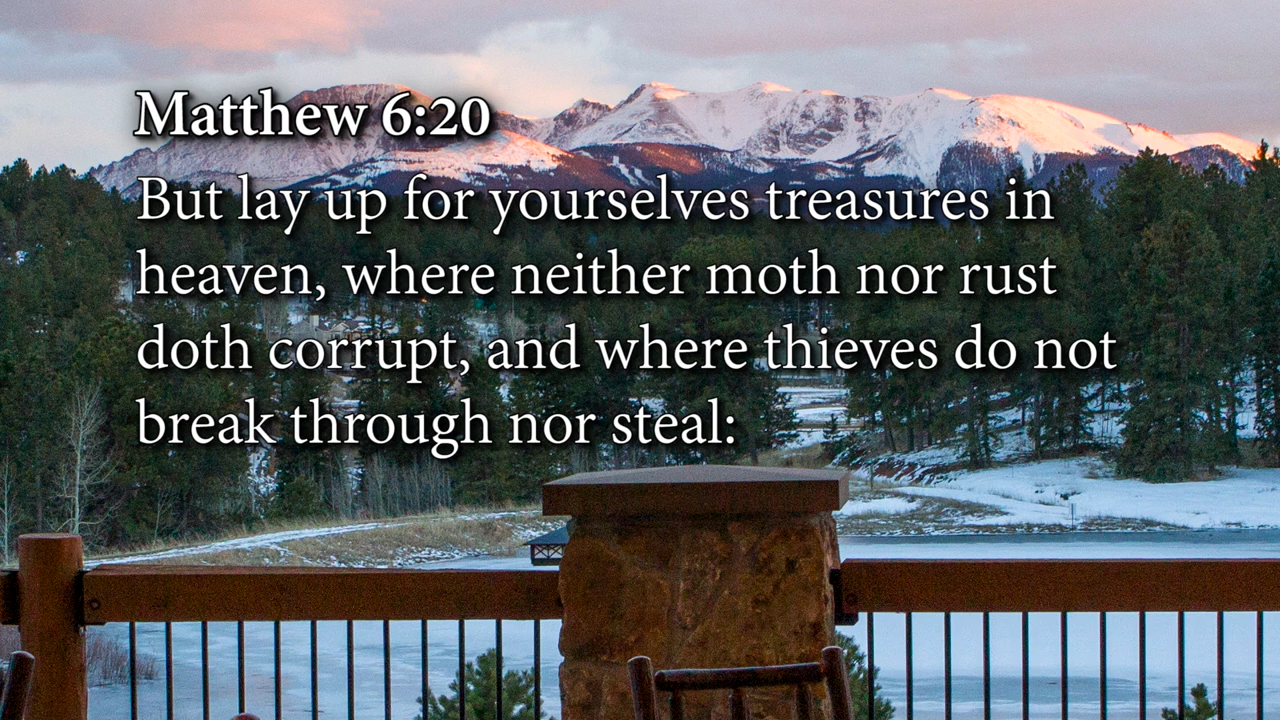 Matthew 6:20
But lay up for yourselves treasures in
heaven, where neither moth nor rust
doth corrupt, and where thieves do not
break through nor steal: